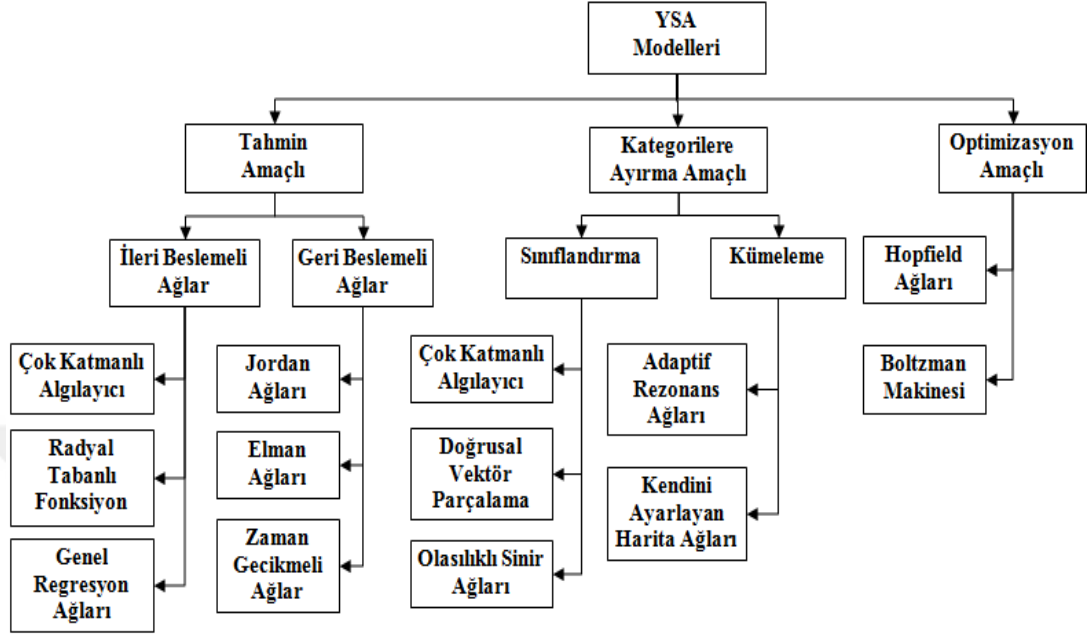 YSA
Modelleri
Tahmin
Amaçlı
Kategorilere
Ayırma Amaçlı
Optimizasyon
Amaçlı
İleri Beslemeli
Ağlar
Geri Beslemeli
Ağlar
Sınıflandırma
Kümeleme
Hopfield
Ağları
Boltzman
Makinesi
Çok Katmanlı
Algılayıcı
Radyal
Tabanlı
Fonksiyon
Genel
Regresyon
Ağları
Jordan
Ağları
Elman
Ağları
Zaman
Gecikmeli
Ağlar
Çok Katmanlı
Algılayıcı
Doğrusal
Vektör
Parçalama
Olasılıklı Sinir
Ağları
Adaptif
Rezonans
Ağları
Kendini
Ayarlayan
Harita Ağları